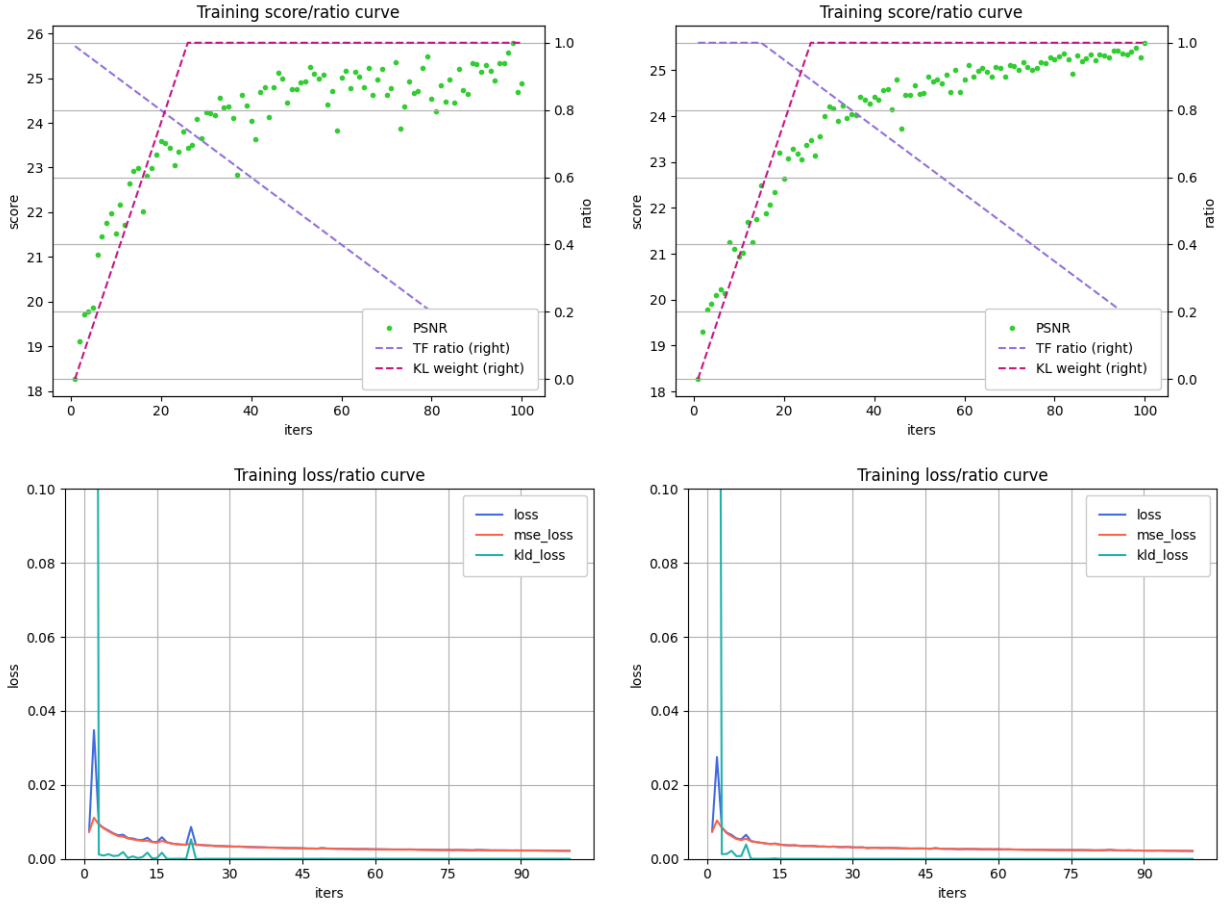 Training score/ratio curve
26
25
24
23
22
21
20
19
18
score
1.0
0.8
0.6
0.4
0.2
0.0
ratio
PSNR
TF ratio (right)
KL weight (right)
0 20 40 60 80 100
iters
Training score/ratio curve
25
24
23
22
21
20
19
18
score
1.0
0.8
0.6
0.4
0.2
0.0
ratio
PSNR
TF ratio (right)
KL weight (right)
0 20 40 60 80 100
iters
Training loss/ratio curve
0.10
0.08
0.06
0.04
0.02
0.00
loss
loss
mse_loss
kld_loss
0 15 30 45 60 75 90
iters
Training loss/ratio curve
0.10
0.08
0.06
0.04
0.02
0.00
loss
loss
mse_loss
kld_loss
0 15 30 45 60 75 90
iters